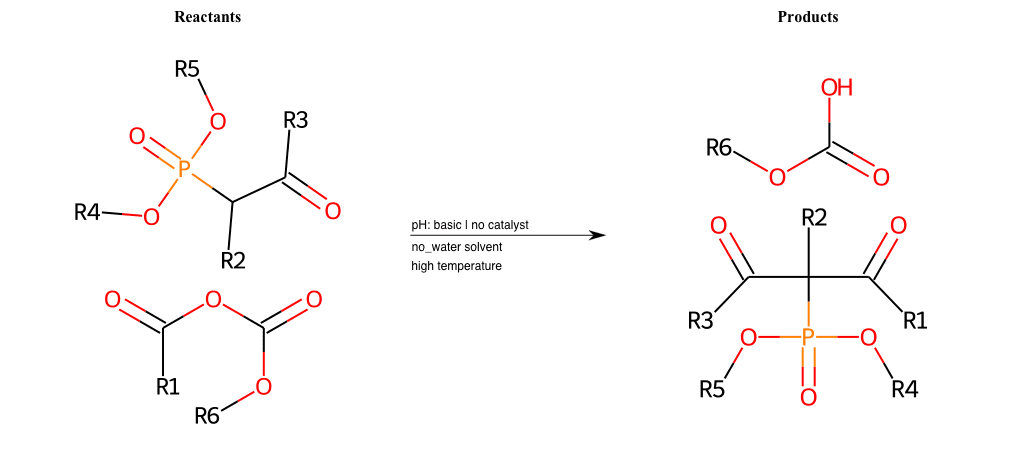 Reactants
Products
R5
O
R3
O
P
O
R4
O
R2
O
O
O
R1
O
R6
pH: basic | no catalyst
no_water solvent
high temperature
OH
R6
O
O
R2
O
O
R3
R1
O
P
O
R5
O
R4